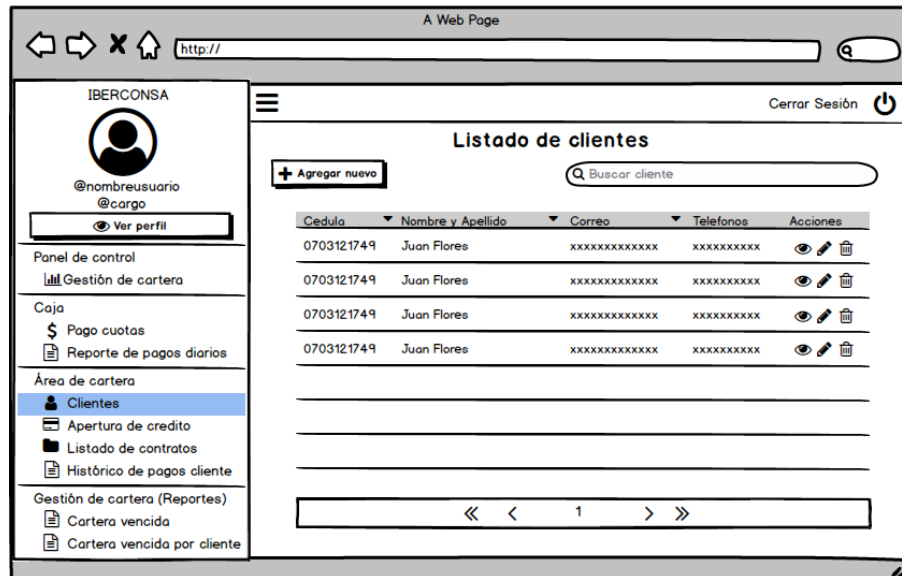 A Web Page
http://
IBERCONSA
@nombreusuario
@cargo
Ver perfil
Panel de control
Gestión de cartera
Caja
Pago cuotas
Reporte de pagos diarios
Área de cartera
Clientes
Apertura de credito
Listado de contratos
Histórico de pagos cliente
Gestión de cartera (Reportes)
Cartera vencida
Cartera vencida por cliente
Cerrar Sesión
Listado de clientes
Agregar nuevo
Buscar cliente
Cedula Nombre y Apellido Correo Telefonos Acciones
0703121749 Juan Flores xxxxxxxxxxxxx xxxxxxxxxx
0703121749 Juan Flores xxxxxxxxxxxxx xxxxxxxxxx
0703121749 Juan Flores xxxxxxxxxxxxx xxxxxxxxxx
0703121749 Juan Flores xxxxxxxxxxxxx xxxxxxxxxx
1